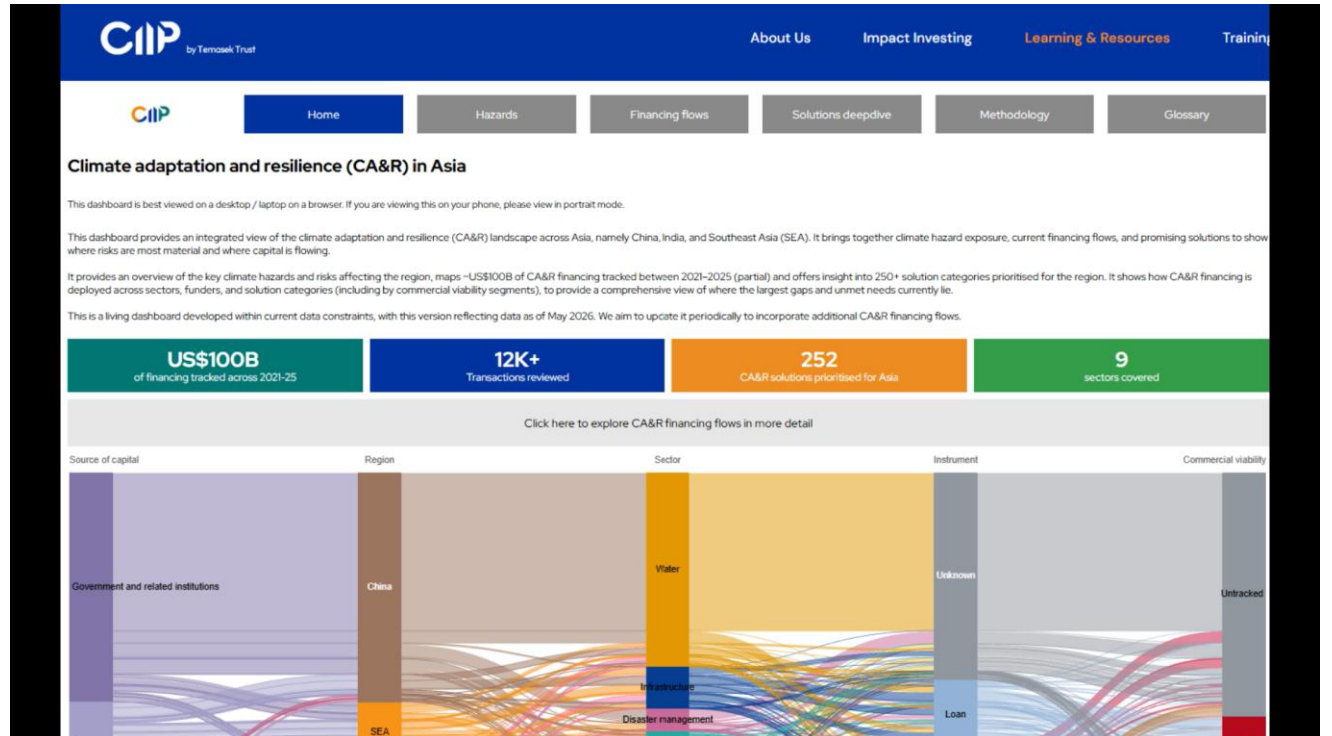 CIIP by Temasek Trust
About Us Impact Investing Learning & Resources Training
CIIP Home Hazards Financing flows Solutions deepdive Methodology Glossary
Climate adaptation and resilience (CA&R) in Asia
This dashboard is best viewed on a desktop / laptop on a browser. If you are viewing this on your phone, please view in portrait mode.
This dashboard provides an integrated view of the climate adaptation and resilience (CA&R) landscape across Asia, namely China, India, and Southeast Asia (SEA). It brings together climate hazard exposure, current financing flows, and promising solutions to show
where risks are most material and where capital is flowing.
It provides an overview of the key climate hazards and risks affecting the region, maps ~US$100B of CA&R financing tracked between 2021–2025 (partial) and offers insight into 250+ solution categories prioritised for the region. It shows how CA&R financing is
deployed across sectors, funders, and solution categories (including by commercial viability segments), to provide a comprehensive view of where the largest gaps and unmet needs currently lie.
This is a living dashboard developed within current data constraints, with this version reflecting data as of May 2026. We aim to update it periodically to incorporate additional CA&R financing flows.
US$100B
of financing tracked across 2021-25
12K+
Transactions reviewed
252
CA&R solutions prioritised for Asia
9
sectors covered
Click here to explore CA&R financing flows in more detail
Source of capital Region Sector Instrument Commercial viability
Government and related institutions
China
Water
Unknown
Untracked
Infrastructure
Disaster management
Loan
SEA